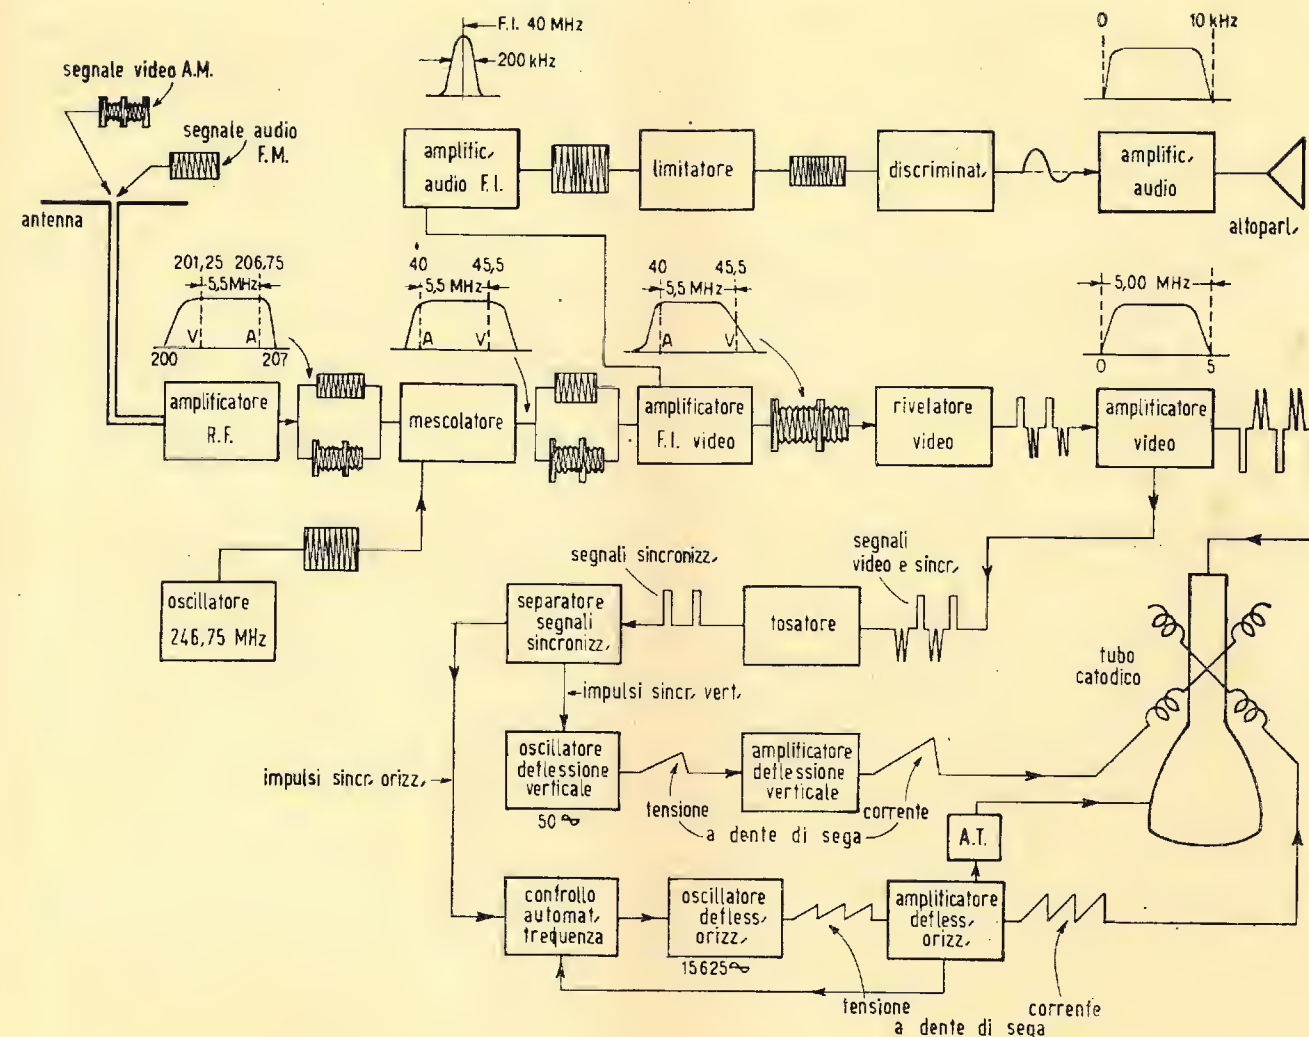 F.I. 40 MHz
200 kHz
0 10 kHz
segnale video A.M.
segnale audio
F.M.
antenna
amplific,
audio F.I.
limitatore
discriminat,
amplific,
audio
altoparl,
201,25 206,75
5,5 MHz
V A
200 207
40 45,5
5,5 MHz
A V
40 45,5
5,5 MHz
A V
5,00 MHz
0 5
amplificatore
R.F.
mescolatore
amplificatore
F.I. video
rivelatore
video
amplificatore
video
oscillatore
246,75 MHz
segnali sincronizz,
segnali
video e sincr,
separatore
segnali
sincronizz,
tosatore
tubo
catodico
impulsi sincr, vert,
oscillatore
deflessione
verticale
50
amplificatore
deflessione
verticale
impulsi sincr, orizz,
tensione
corrente
a dente di sega
A.T.
controllo
automat,
frequenza
oscillatore
defless,
orizz,
15625
amplificatore
defless,
orizz,
tensione
corrente
a dente di sega